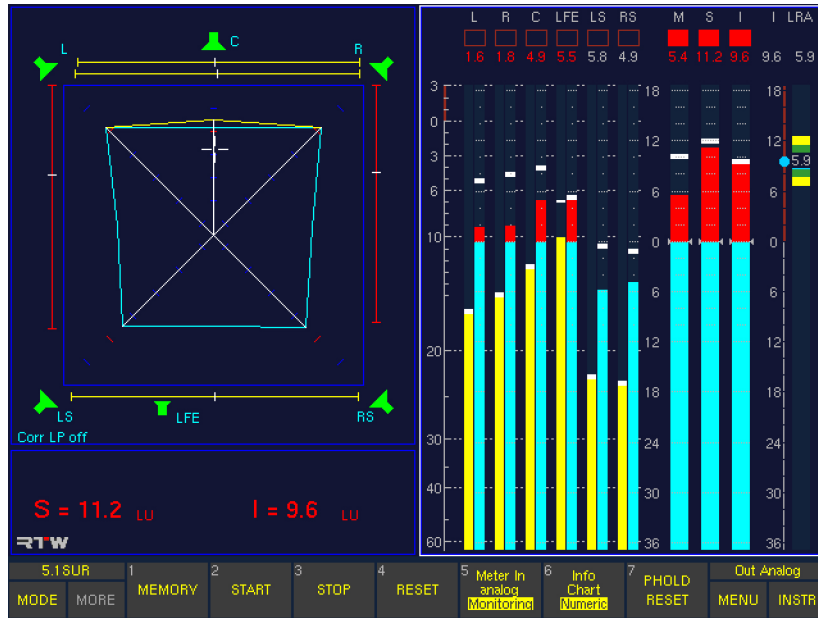 L R C LFE LS RS M S I I LRA
1.6 1.8 4.9 5.5 5.8 4.9 5.4 11.2 9.6 9.6 5.9
C
L R
3 18 18
0
12 12
3 5.9
6 6 6
10 0 0
6 6
20 12 12
18 18
30 24 24
40 30 30
60 36 36
LS LFE RS
Corr LP off
S = 11.2 LU I = 9.6 LU
RTW
5.1SUR 1 2 3 4 5 Meter In 6 Info 7 Out Analog
MODE MORE MEMORY START STOP RESET analog Chart PHOLD MENU INSTR
Monitoring Numeric RESET